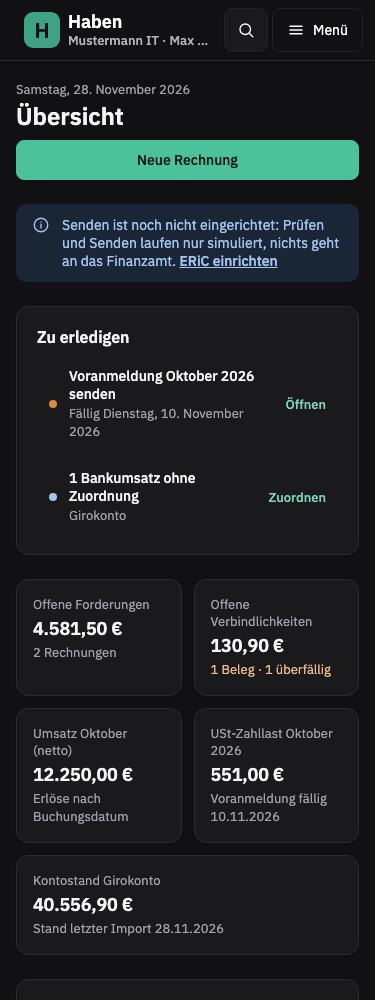 H
Haben
Mustermann IT · Max ...
Menü
Samstag, 28. November 2026
Übersicht
Neue Rechnung
Senden ist noch nicht eingerichtet: Prüfen
und Senden laufen nur simuliert, nichts geht
an das Finanzamt. ERiC einrichten
Zu erledigen
Voranmeldung Oktober 2026
senden
Fällig Dienstag, 10. November
2026
Öffnen
1 Bankumsatz ohne
Zuordnung
Girokonto
Zuordnen
Offene Forderungen
4.581,50 €
2 Rechnungen
Offene
Verbindlichkeiten
130,90 €
1 Beleg · 1 überfällig
Umsatz Oktober
(netto)
12.250,00 €
Erlöse nach
Buchungsdatum
USt-Zahllast Oktober
2026
551,00 €
Voranmeldung fällig
10.11.2026
Kontostand Girokonto
40.556,90 €
Stand letzter Import 28.11.2026